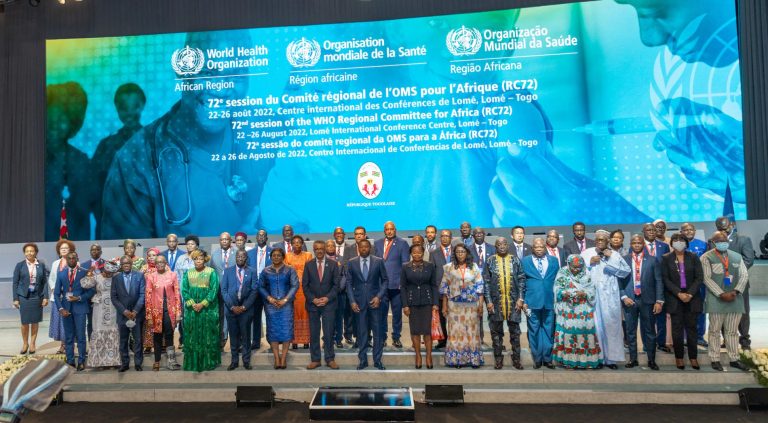 World Health
Organization
African Region
Organisation
mondiale de la Santé
Région africaine
Organização
Mundial da Saúde
Região Africana
72e session du Comité régional de l'OMS pour l'Afrique (RC72)
22-26 août 2022, Centre international des Conférences de Lomé, Lomé – Togo
72nd session of the WHO Regional Committee for Africa (RC72)
22 –26 August 2022, Lomé International Conference Centre, Lomé – Togo
72a sessão do comité regional da OMS para a África (RC72)
22 a 26 de Agosto de 2022, Centro Internacional de Conferências de Lomé, Lomé – Togo
RÉPUBLIQUE TOGOLAISE